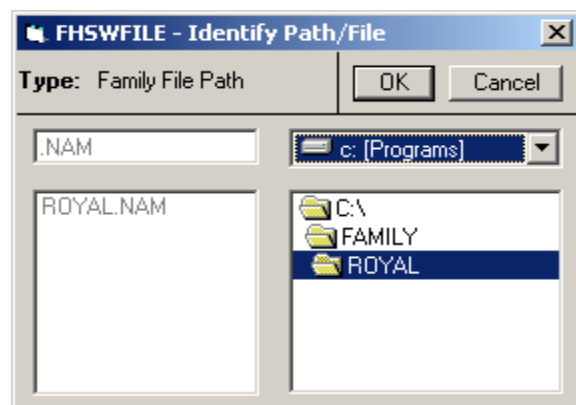 FHSWFILE - Identify Path/File
Type: Family File Path
OK
Cancel
.NAM
c: [Programs]
ROYAL.NAM
C:\
FAMILY
ROYAL